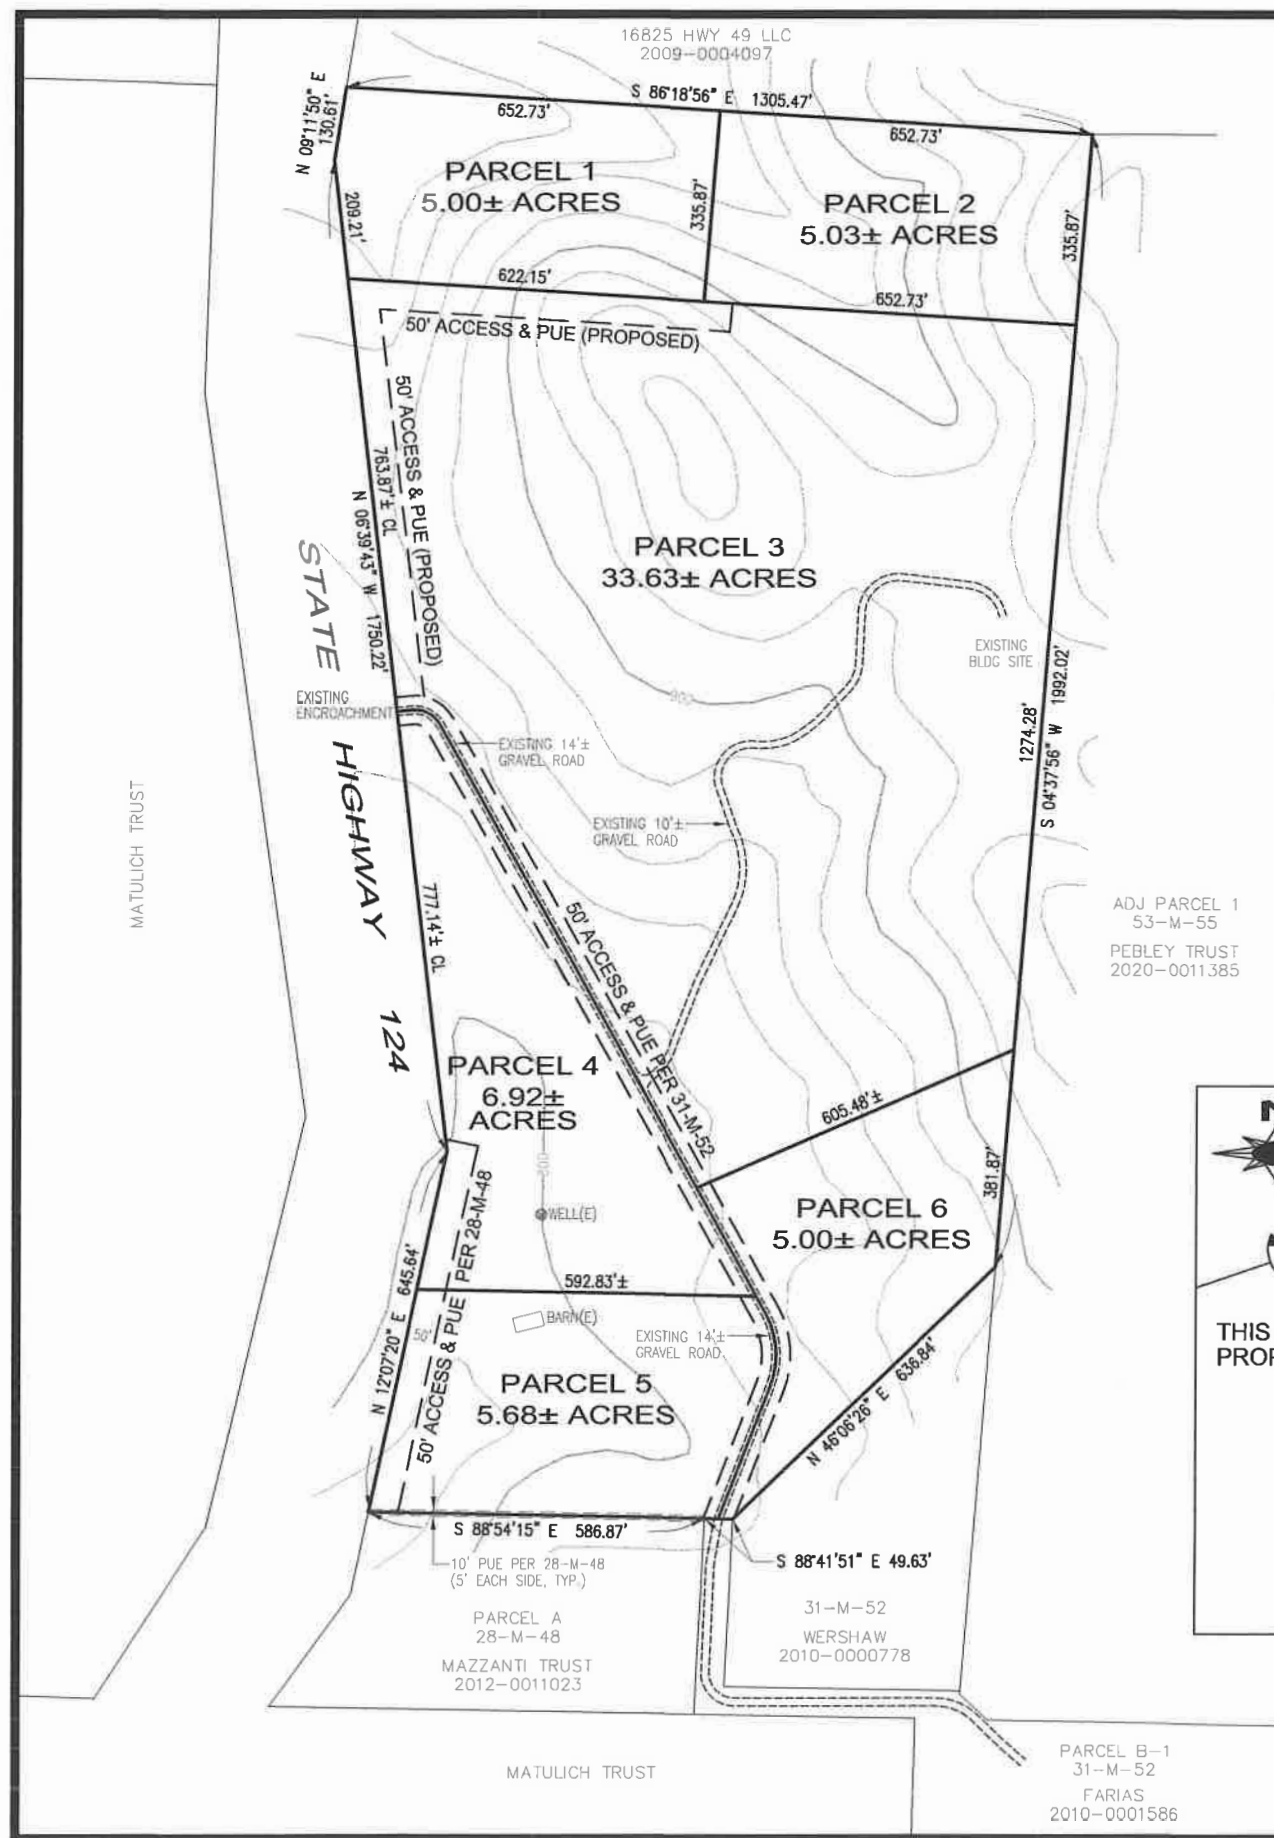 16825 HWY 49 LLC
2009-0004097
S 86°18'56" E 1305.47'
N 09°11'50" E
130.61'
652.73'
652.73'
PARCEL 1
5.00± ACRES
335.87'
PARCEL 2
5.03± ACRES
335.87'
209.21'
622.15'
652.73'
50' ACCESS & PUE (PROPOSED)
50' ACCESS & PUE (PROPOSED)
763.87'± CL
N 06°39'43" W 1750.22'
PARCEL 3
33.63± ACRES
STATE HIGHWAY 124
EXISTING
BLDG SITE
900
EXISTING
ENCROACHMENT
EXISTING 14'±
GRAVEL ROAD
1274.28'
S 04°37'56" W 1992.02'
EXISTING 10'±
GRAVEL ROAD
MATULICH TRUST
777.14'± CL
50' ACCESS & PUE PER 31-M-52
ADJ PARCEL 1
53-M-55
PEBLEY TRUST
2020-0011385
PARCEL 4
6.92±
ACRES
605.48'±
N
381.87'
WELL(E)
PARCEL 6
5.00± ACRES
50' ACCESS & PUE PER 28-M-48
N 12°07'20" E 645.64'
592.83'±
BARN(E)
50'
EXISTING 14'±
GRAVEL ROAD
THIS
PARCEL 5
5.68± ACRES
N 46°06'26" E 636.84'
S 88°54'15" E 586.87'
S 88°41'51" E 49.63'
10' PUE PER 28-M-48
(5' EACH SIDE, TYP.)
PARCEL A
28-M-48
MAZZANTI TRUST
2012-0011023
31-M-52
WERSHAW
2010-0000778
MATULICH TRUST
PARCEL B-1
31-M-52
FARIAS
2010-0001586